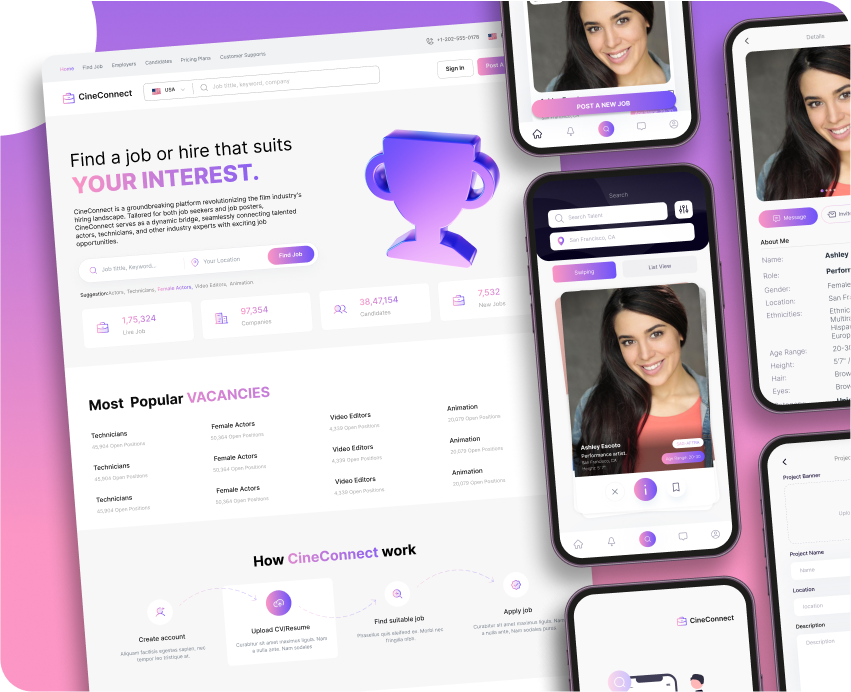 Home Find Job Employers Candidates Pricing Plans Customer Supports
+1-202-555-0178
CineConnect
USA
Job title, keyword, company
Sign In
Post A
Find a job or hire that suits
YOUR INTEREST.
CineConnect is a groundbreaking platform revolutionizing the film industry's
hiring landscape. Tailored for both job seekers and job posters,
CineConnect serves as a dynamic bridge, seamlessly connecting talented
actors, technicians, and other industry experts with exciting job
opportunities.
Job title, Keyword...
Your Location
Find Job
Suggestion: Actors, Technicians, Female Actors, Video Editors, Animation
1,75,324
Live Job
97,354
Companies
38,47,154
Candidates
7,532
New Jobs
Most Popular VACANCIES
Technicians
45,904 Open Positions
Female Actors
50,364 Open Positions
Video Editors
4,339 Open Positions
Animation
20,079 Open Positions
Technicians
45,904 Open Positions
Female Actors
50,364 Open Positions
Video Editors
4,339 Open Positions
Animation
20,079 Open Positions
Technicians
45,904 Open Positions
Female Actors
50,364 Open Positions
Video Editors
4,339 Open Positions
Animation
20,079 Open Positions
How CineConnect work
Create account
Aliquam facilisis egestas sapien, nec
tempor leo tristique at.
Upload CV/Resume
Curabitur sit amet maximus ligula. Nam
a nulla ante. Nam sodales
Find suitable job
Phasellus quis eleifend ex. Morbi nec
fringilla nibh.
Apply job
Curabitur sit amet maximus ligula. Nam
a nulla ante, Nam sodales purus.
POST A NEW JOB
Search
Search Talent
San Francisco, CA
Swiping
List View
Ashley Escoto
Performance artist.
San Francisco, CA
Height: 5'7"
Age Range: 20-30
Details
Message
Invite
About Me
Name: Ashley
Role: Perform
Gender: Female
Location: San Fr
Ethnicities: Ethnic
Multira
Hispa
Europ
Age Range: 20-30
Height: 5'7" /
Hair: Brow
Eyes: Brow
Project
Project Banner
Uplo
Project Name
Name
Location
location
Description
Description
CineConnect